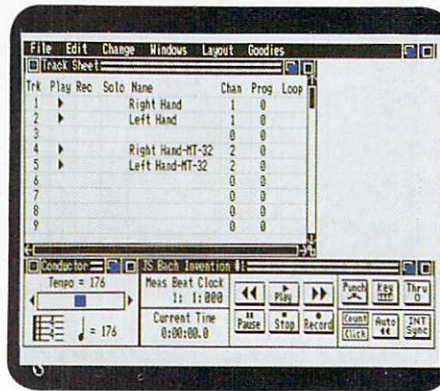 File Edit Change Windows Layout Goodies
Track Sheet
Trk Play Rec Solo Name Chan Prog Loop
1 Right Hand 1 0
2 Left Hand 1 0
3 0 0
4 Right Hand-MT-32 2 0
5 Left Hand-MT-32 2 0
6 0 0
7 0 0
8 0 0
9 0 0
Conductor
JS Bach Invention #1
Tempo = 176
= 176
Meas Beat Clock
1: 1:000
Current Time
0:00:00.0
Play
Pause Stop Record
Punch Key Thru
0
Count
Click
Auto
INT
Sync